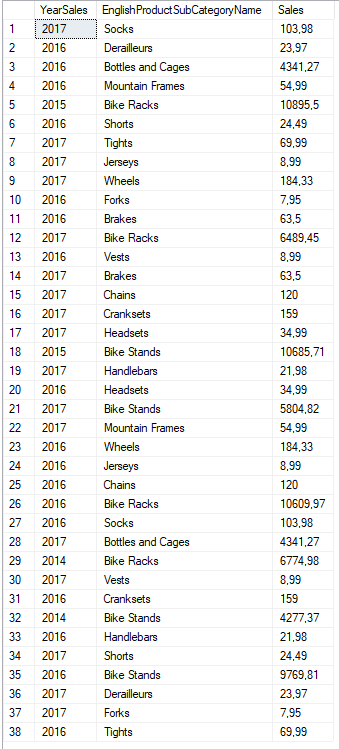 YearSales EnglishProductSubCategoryName Sales
1 2017 Socks 103,98
2 2016 Derailleurs 23,97
3 2016 Bottles and Cages 4341,27
4 2016 Mountain Frames 54,99
5 2015 Bike Racks 10895,5
6 2016 Shorts 24,49
7 2017 Tights 69,99
8 2017 Jerseys 8,99
9 2017 Wheels 184,33
10 2016 Forks 7,95
11 2016 Brakes 63,5
12 2017 Bike Racks 6489,45
13 2016 Vests 8,99
14 2017 Brakes 63,5
15 2017 Chains 120
16 2017 Cranksets 159
17 2017 Headsets 34,99
18 2015 Bike Stands 10685,71
19 2017 Handlebars 21,98
20 2016 Headsets 34,99
21 2017 Bike Stands 5804,82
22 2017 Mountain Frames 54,99
23 2016 Wheels 184,33
24 2016 Jerseys 8,99
25 2016 Chains 120
26 2016 Bike Racks 10609,97
27 2016 Socks 103,98
28 2017 Bottles and Cages 4341,27
29 2014 Bike Racks 6774,98
30 2017 Vests 8,99
31 2016 Cranksets 159
32 2014 Bike Stands 4277,37
33 2016 Handlebars 21,98
34 2017 Shorts 24,49
35 2016 Bike Stands 9769,81
36 2017 Derailleurs 23,97
37 2017 Forks 7,95
38 2016 Tights 69,99